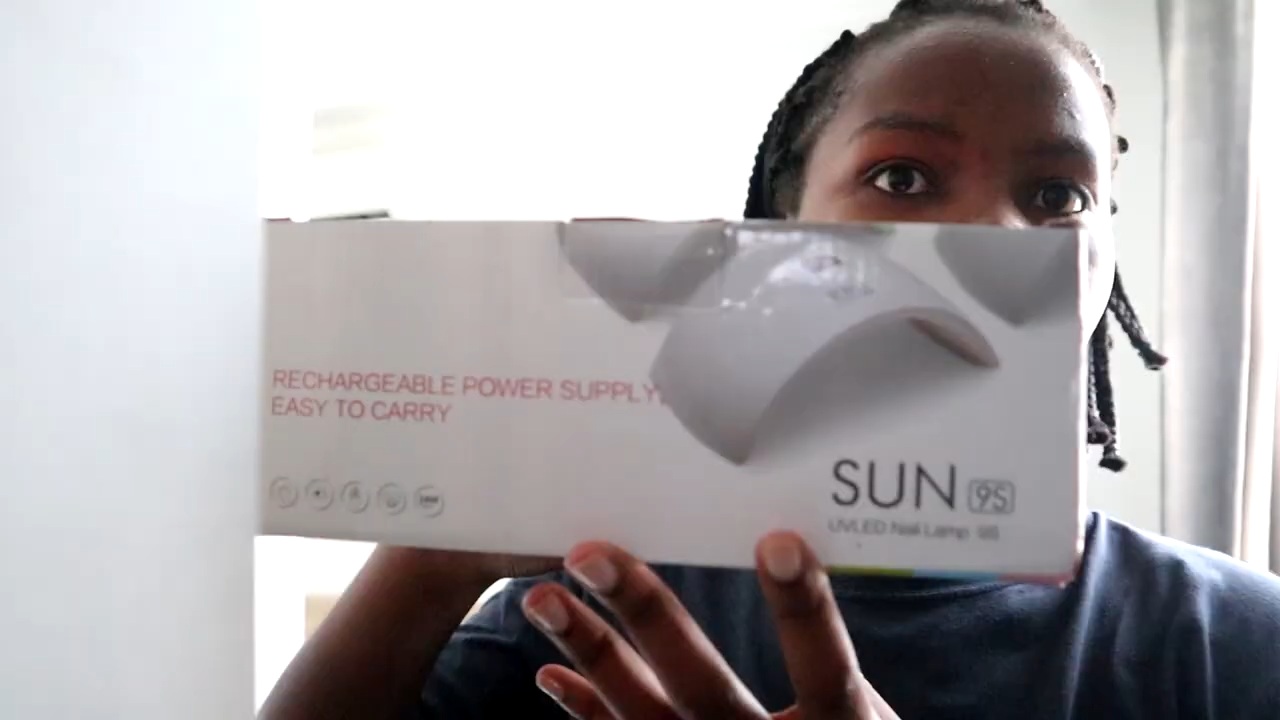 RECHARGEABLE POWER SUPPLY,
EASY TO CARRY
SUN 9S
UVLED Nail Lamp 9S